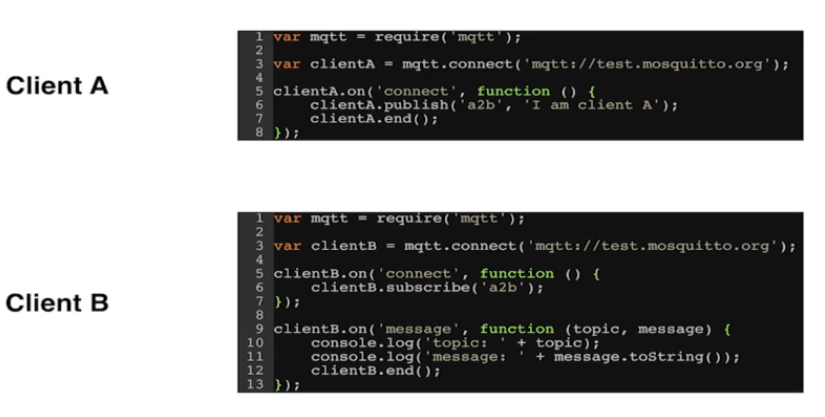 Client A
1 var mqtt = require('mqtt');
2
3 var clientA = mqtt.connect('mqtt://test.mosquitto.org');
4
5 clientA.on('connect', function () {
6     clientA.publish('a2b', 'I am client A');
7     clientA.end();
8 });
Client B
1 var mqtt = require('mqtt');
2
3 var clientB = mqtt.connect('mqtt://test.mosquitto.org');
4
5 clientB.on('connect', function () {
6     clientB.subscribe('a2b');
7 });
8
9 clientB.on('message', function (topic, message) {
10     console.log('topic: ' + topic);
11     console.log('message: ' + message.toString());
12     clientB.end();
13 });